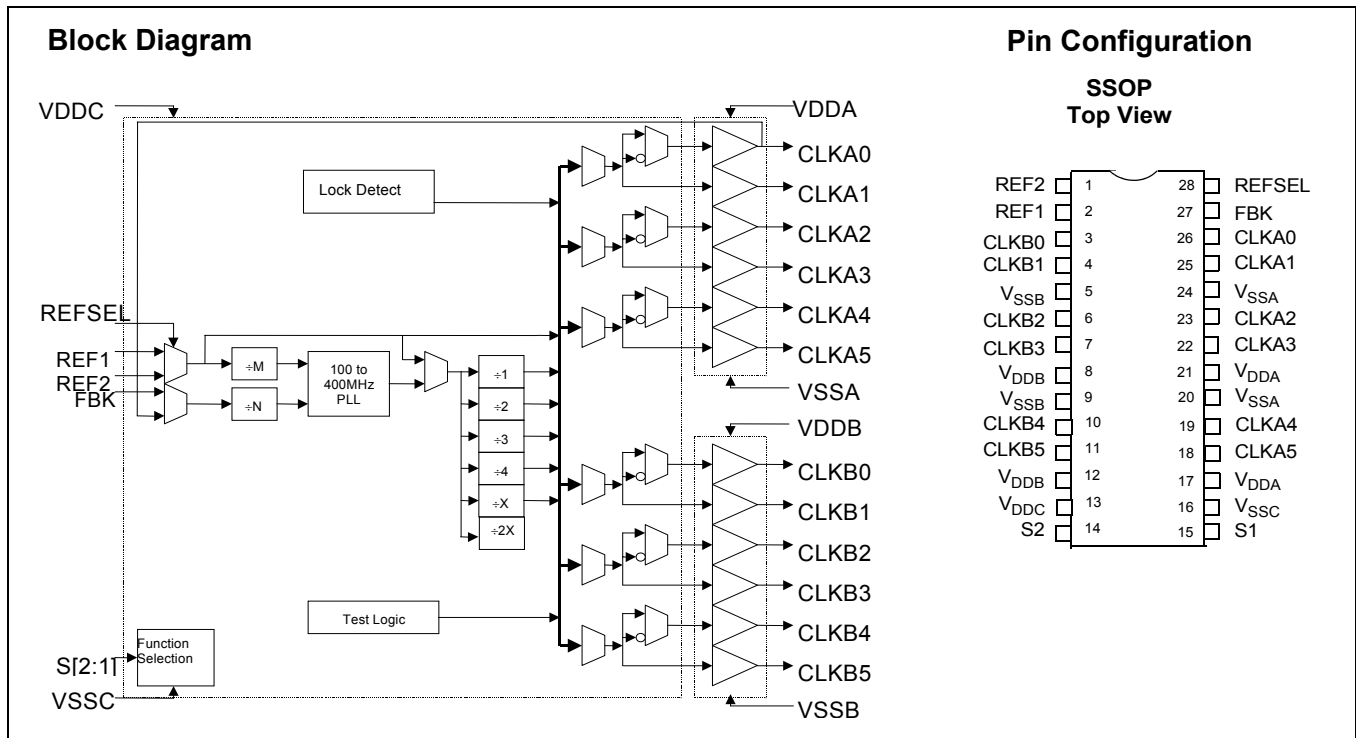 Block Diagram
VDDC
Lock Detect
REFSEL
REF1
REF2
FBK
÷M
÷N
100 to
400MHz
PLL
÷1
÷2
÷3
÷4
÷X
÷2X
Test Logic
Function
Selection
S[2:1]
VSSC
VDDA
CLKA0
CLKA1
CLKA2
CLKA3
CLKA4
CLKA5
VSSA
VDDB
CLKB0
CLKB1
CLKB2
CLKB3
CLKB4
CLKB5
VSSB
Pin Configuration
SSOP
Top View
REF2 1 28 REFSEL
REF1 2 27 FBK
CLKB0 3 26 CLKA0
CLKB1 4 25 CLKA1
VSSB 5 24 VSSA
CLKB2 6 23 CLKA2
CLKB3 7 22 CLKA3
VDDB 8 21 VDDA
VSSB 9 20 VSSA
CLKB4 10 19 CLKA4
CLKB5 11 18 CLKA5
VDDB 12 17 VDDA
VDDC 13 16 VSSC
S2 14 15 S1